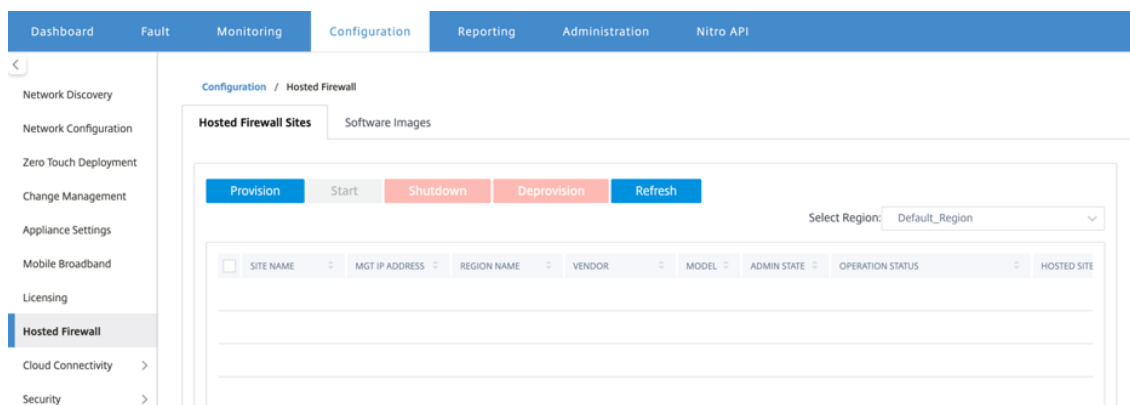 Dashboard Fault Monitoring Configuration Reporting Administration Nitro API
Network Discovery
Network Configuration
Zero Touch Deployment
Change Management
Appliance Settings
Mobile Broadband
Licensing
Hosted Firewall
Cloud Connectivity
Security
Configuration / Hosted Firewall
Hosted Firewall Sites Software Images
Provision Start Shutdown Deprovision Refresh
Select Region: Default_Region
SITE NAME MGT IP ADDRESS REGION NAME VENDOR MODEL ADMIN STATE OPERATION STATUS HOSTED SITE